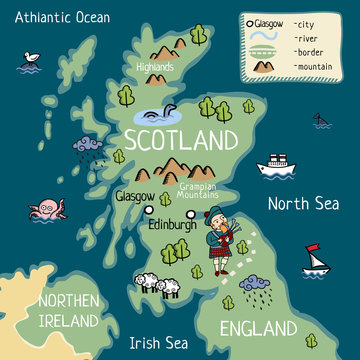 Athlantic Ocean
Glasgow -city
-river
-border
-mountain
Highlands
SCOTLAND
Grampian
Mountains
Glasgow
Edinburgh
North Sea
NORTHEN
IRELAND
Irish Sea
ENGLAND